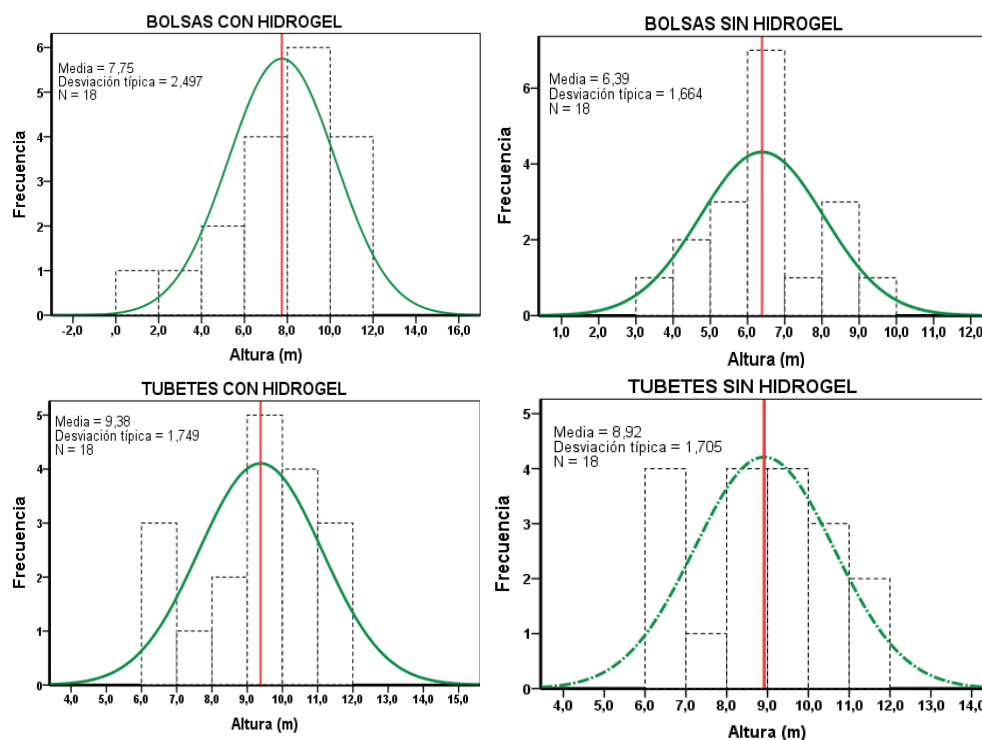 BOLSAS CON HIDROGEL
Media = 7,75
Desviación típica = 2,497
N = 18
Frecuencia
6
5
4
3
2
1
0
-2,0 ,0 2,0 4,0 6,0 8,0 10,0 12,0 14,0 16,0
Altura (m)
BOLSAS SIN HIDROGEL
Media = 6,39
Desviación típica = 1,664
N = 18
Frecuencia
6
4
2
0
1,0 2,0 3,0 4,0 5,0 6,0 7,0 8,0 9,0 10,0 11,0 12,0
Altura (m)
TUBETES CON HIDROGEL
Media = 9,38
Desviación típica = 1,749
N = 18
Frecuencia
5
4
3
2
1
0
4,0 5,0 6,0 7,0 8,0 9,0 10,0 11,0 12,0 13,0 14,0 15,0
Altura (m)
TUBETES SIN HIDROGEL
Media = 8,92
Desviación típica = 1,705
N = 18
Frecuencia
5
4
3
2
1
0
4,0 5,0 6,0 7,0 8,0 9,0 10,0 11,0 12,0 13,0 14,0
Altura (m)